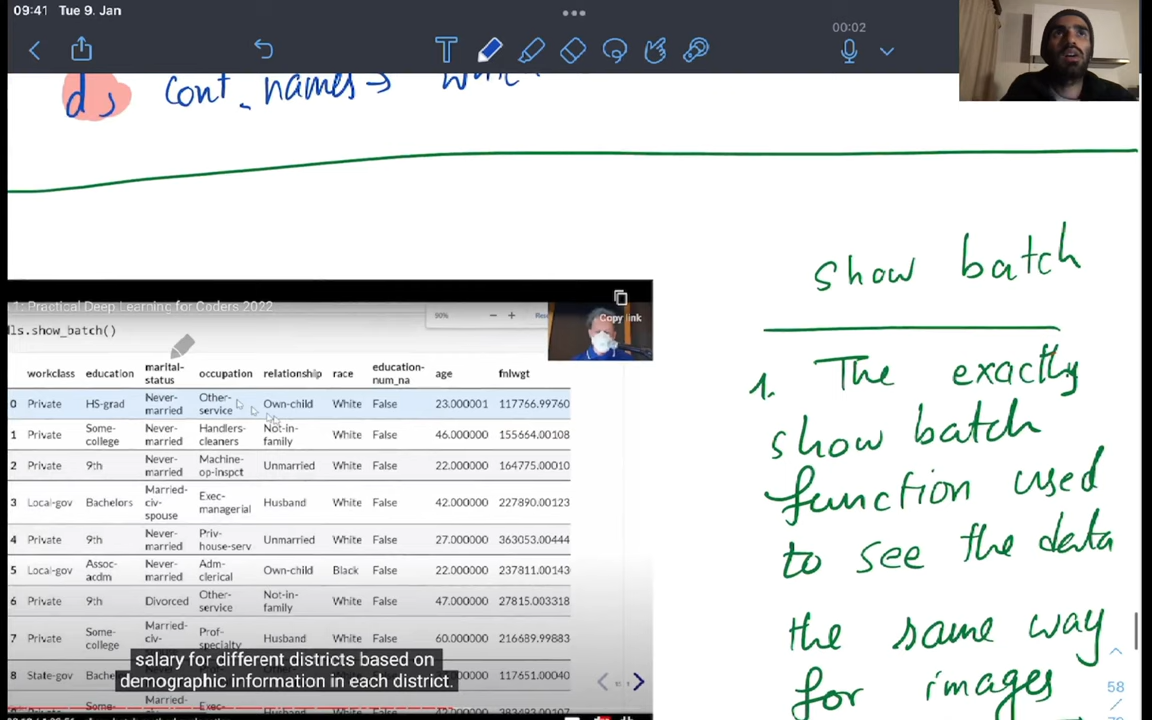 09:41 Tue 9. Jan
00:02
d, cont_names →
show batch
1: Practical Deep Learning for Coders 2022
90%
Copy link
lls.show_batch()
workclass education marital-status occupation relationship race education-num_na age fnlwgt
0 Private HS-grad Never-married Other-service Own-child White False 23.000001 117766.99760
1 Private Some-college Never-married Handlers-cleaners Not-in-family White False 46.000000 155664.00108
2 Private 9th Never-married Machine-op-inspct Unmarried White False 22.000000 164775.00010
3 Local-gov Bachelors Married-civ-spouse Exec-managerial Husband White False 42.000000 227890.00123
4 Private 9th Never-married Priv-house-serv Unmarried White False 27.000000 363053.00444
5 Local-gov Assoc-acdm Never-married Adm-clerical Own-child Black False 22.000000 237811.00143
6 Private 9th Divorced Other-service Not-in-family White False 47.000000 27815.003318
7 Private Some-college Married-civ- Prof-specialty Husband White False 60.000000 216689.99883
8 State-gov 117651.00040
Married-
salary for different districts based on
demographic information in each district.
1. The exactly
show batch
function used
to see the data
the same way
for images
58